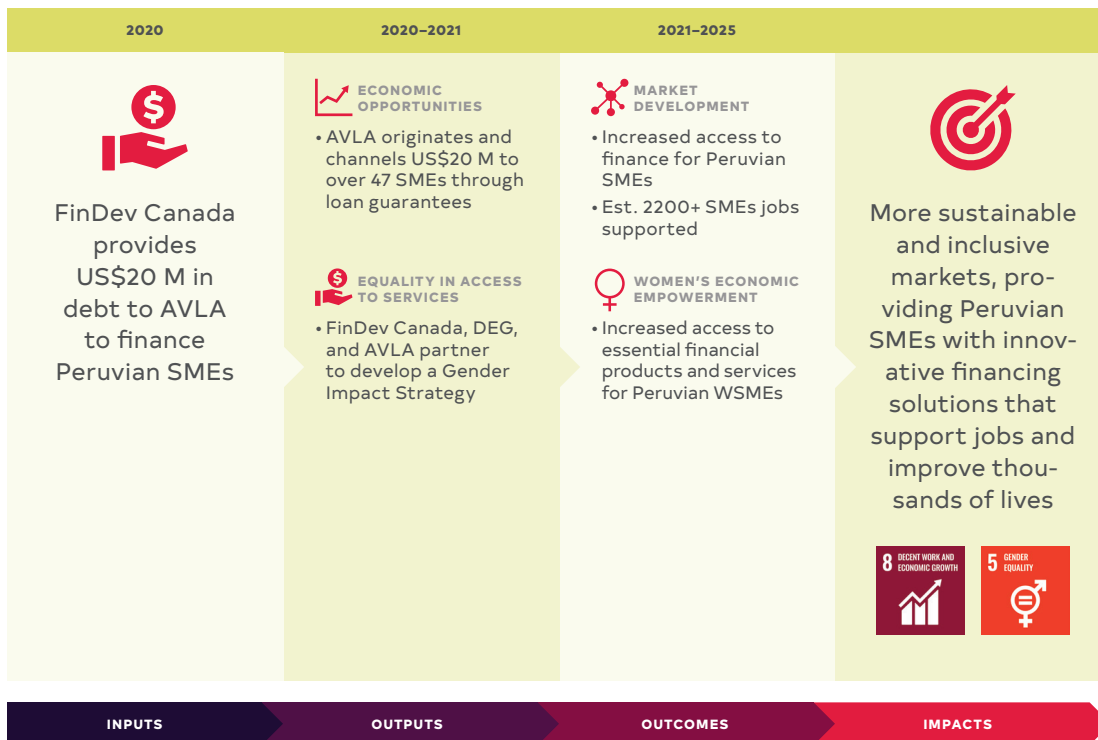 2020
2020–2021
2021–2025
FinDev Canada
provides
US$20 M in
debt to AVLA
to finance
Peruvian SMEs
ECONOMIC
OPPORTUNITIES
• AVLA originates and
channels US$20 M to
over 47 SMEs through
loan guarantees
EQUALITY IN ACCESS
TO SERVICES
• FinDev Canada, DEG,
and AVLA partner
to develop a Gender
Impact Strategy
MARKET
DEVELOPMENT
• Increased access to
finance for Peruvian
SMEs
• Est. 2200+ SMEs jobs
supported
WOMEN'S ECONOMIC
EMPOWERMENT
• Increased access to
essential financial
products and services
for Peruvian WSMEs
More sustainable
and inclusive
markets, pro-
viding Peruvian
SMEs with innov-
ative financing
solutions that
support jobs and
improve thou-
sands of lives
8 DECENT WORK AND
ECONOMIC GROWTH
5 GENDER
EQUALITY
INPUTS
OUTPUTS
OUTCOMES
IMPACTS